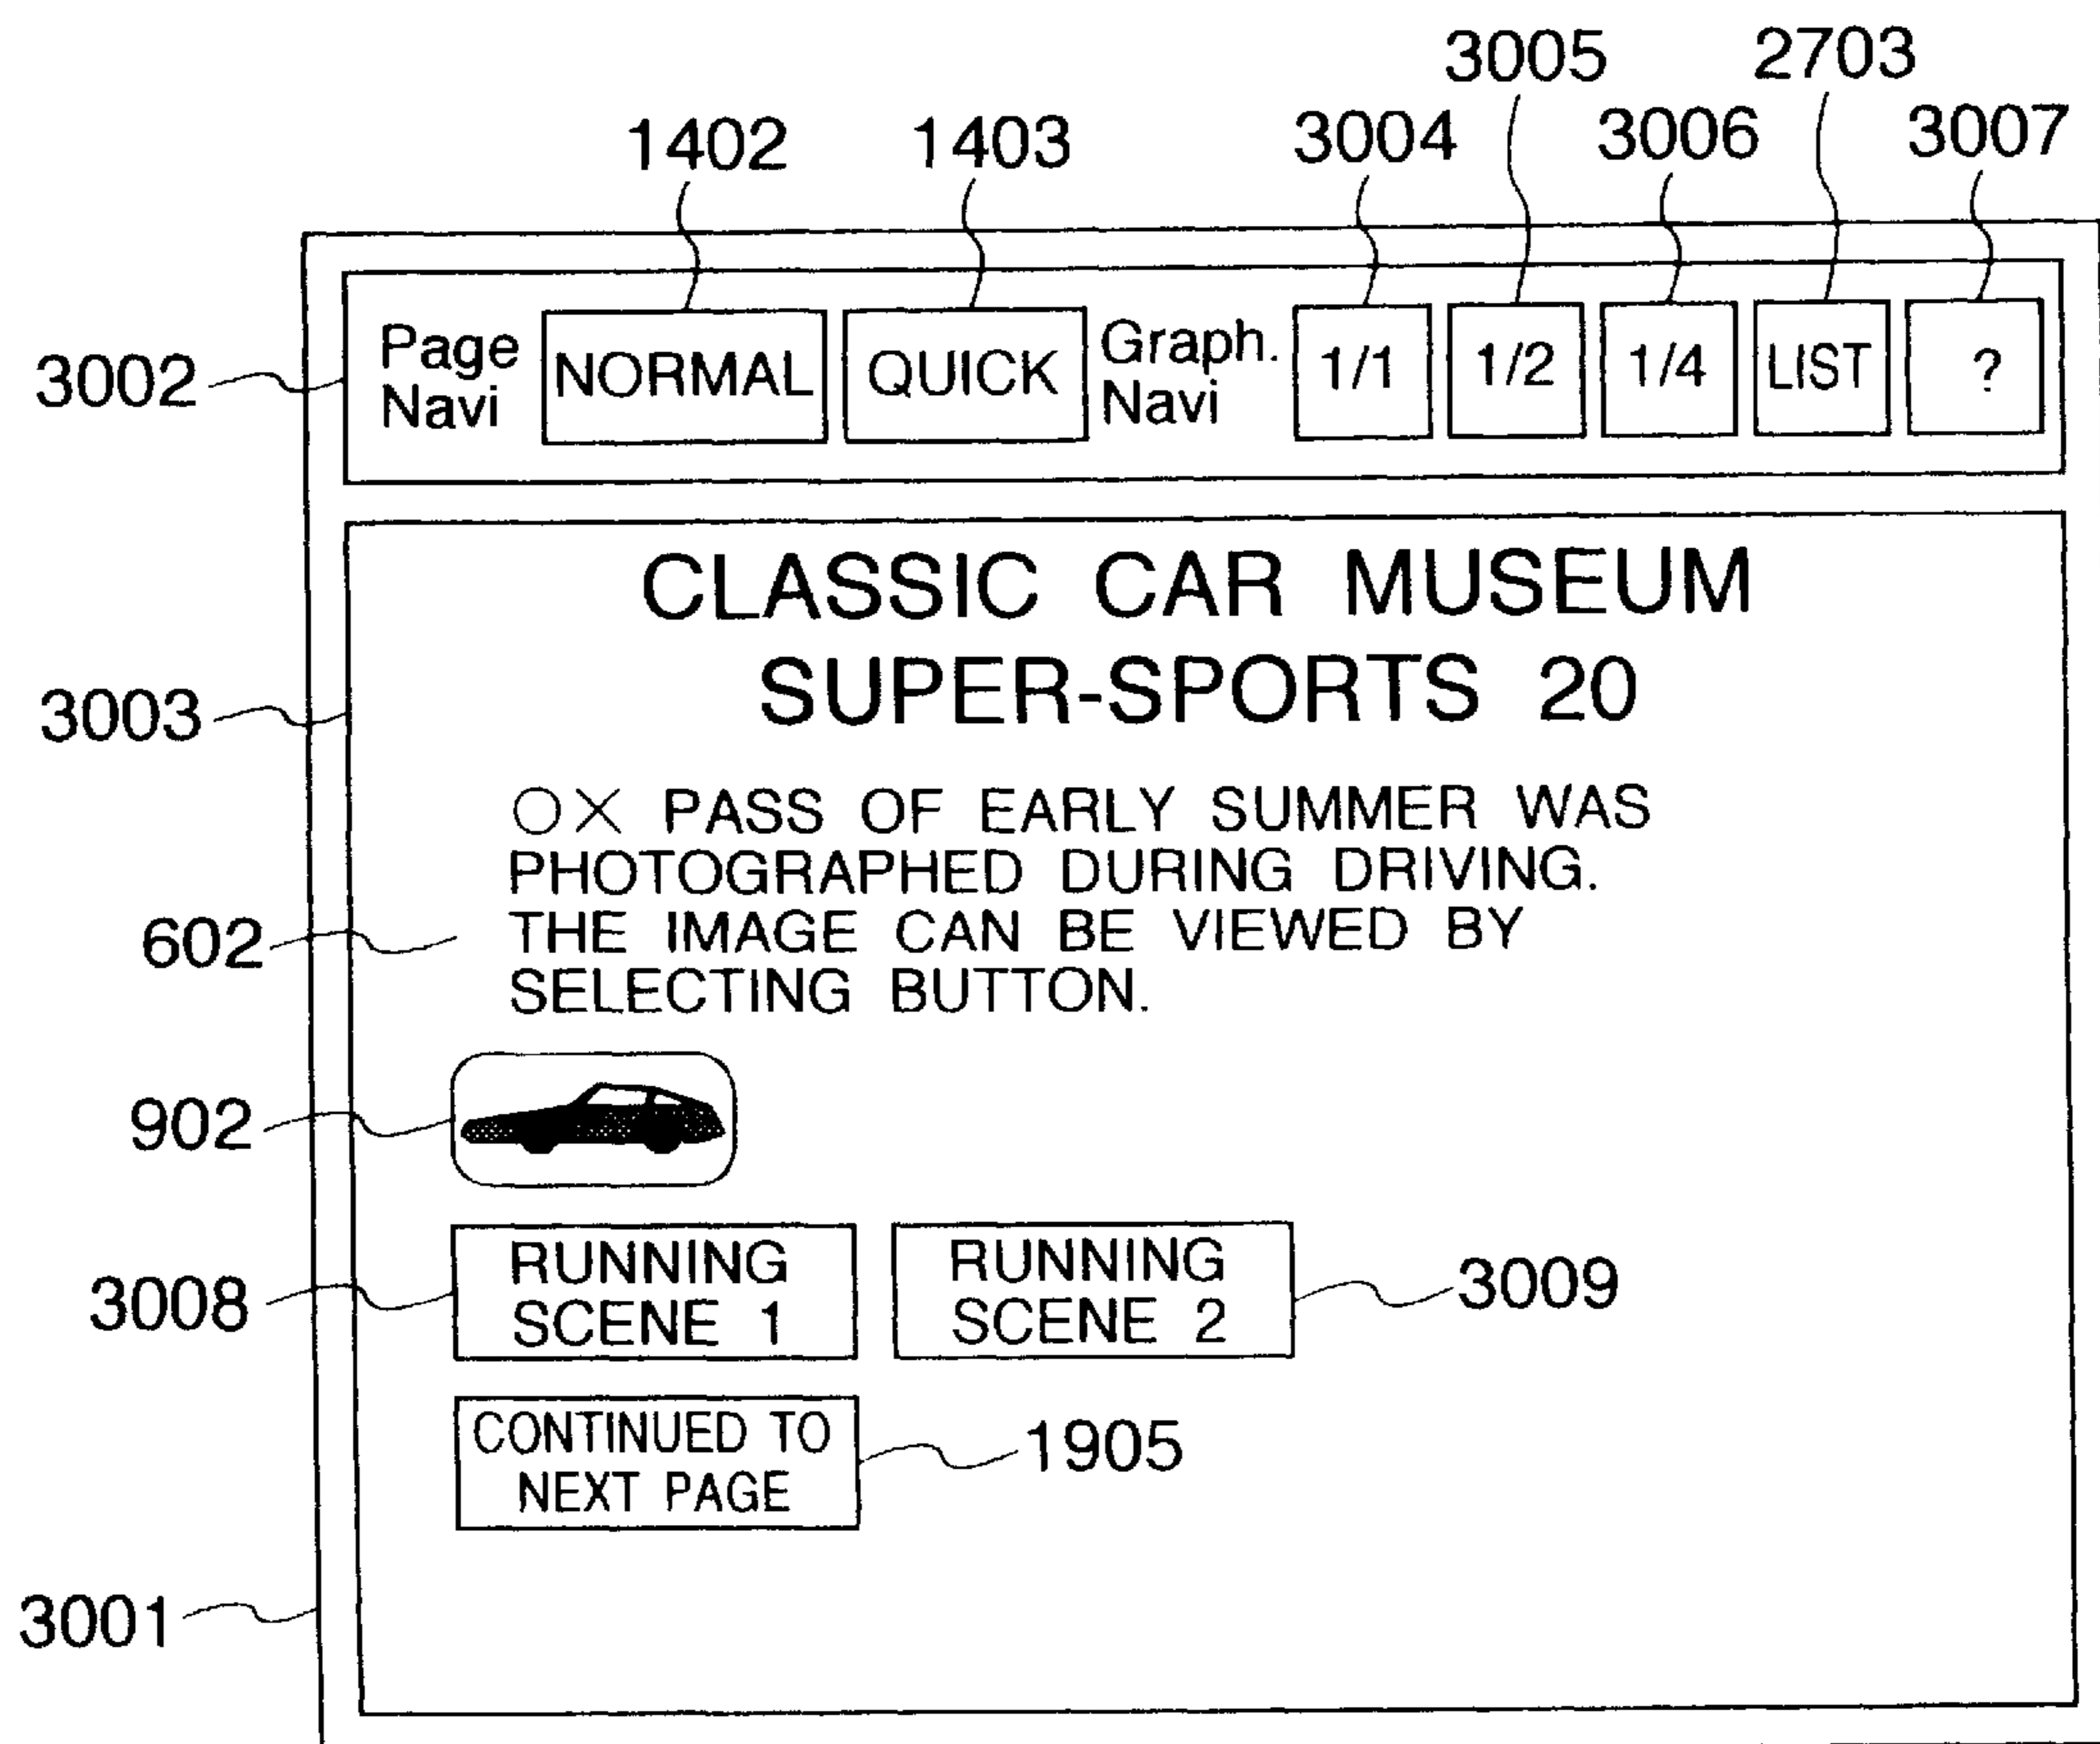 3005 2703
1402 1403 3004 3006 3007
3002 Page Navi NORMAL QUICK Graph. Navi 1/1 1/2 1/4 LIST ?
CLASSIC CAR MUSEUM
3003 SUPER-SPORTS 20
○× PASS OF EARLY SUMMER WAS
PHOTOGRAPHED DURING DRIVING.
602 THE IMAGE CAN BE VIEWED BY
SELECTING BUTTON.
902
3008 RUNNING SCENE 1 RUNNING SCENE 2 3009
CONTINUED TO NEXT PAGE 1905
3001